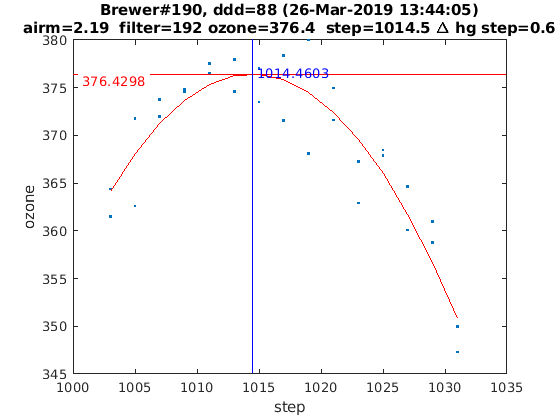 Brewer#190, ddd=88 (26-Mar-2019 13:44:05)
airm=2.19 filter=192 ozone=376.4 step=1014.5 Δ hg step=0.6
380
375
370
365
360
355
350
345
ozone
376.4298
1014.4603
1000 1005 1010 1015 1020 1025 1030 1035
step